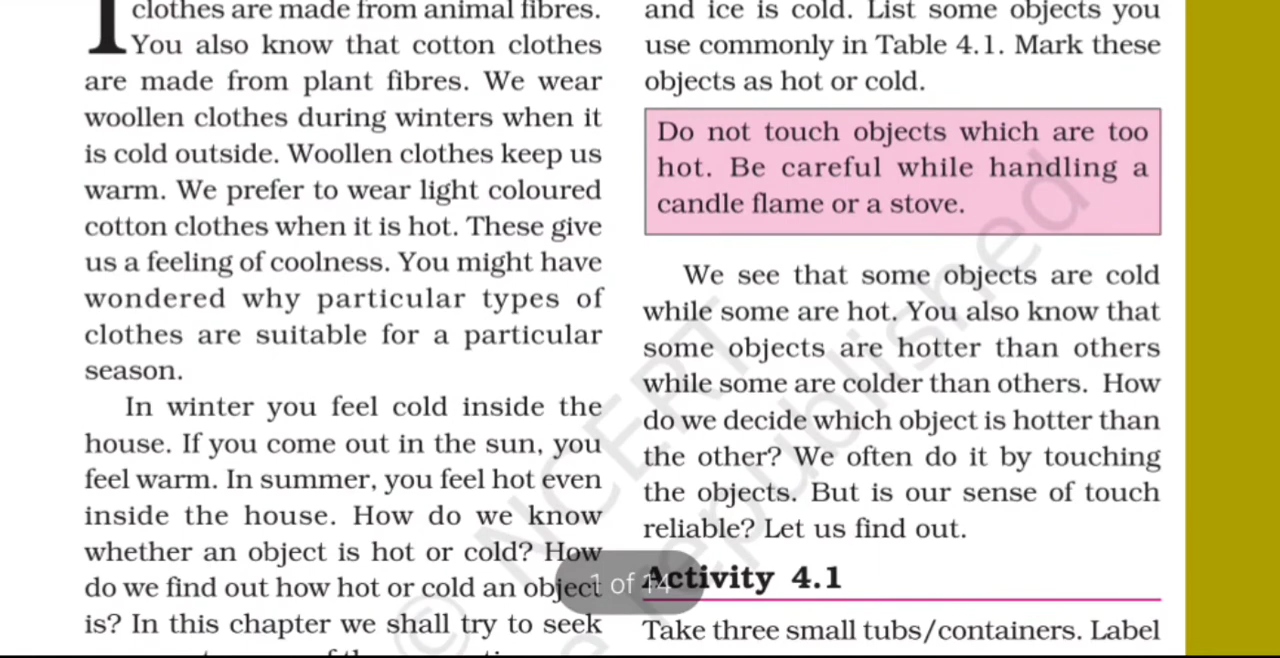 clothes are made from animal fibres.
You also know that cotton clothes
are made from plant fibres. We wear
woollen clothes during winters when it
is cold outside. Woollen clothes keep us
warm. We prefer to wear light coloured
cotton clothes when it is hot. These give
us a feeling of coolness. You might have
wondered why particular types of
clothes are suitable for a particular
season.
In winter you feel cold inside the
house. If you come out in the sun, you
feel warm. In summer, you feel hot even
inside the house. How do we know
whether an object is hot or cold? How
do we find out how hot or cold an object
is? In this chapter we shall try to seek
and ice is cold. List some objects you
use commonly in Table 4.1. Mark these
objects as hot or cold.
Do not touch objects which are too
hot. Be careful while handling a
candle flame or a stove.
We see that some objects are cold
while some are hot. You also know that
some objects are hotter than others
while some are colder than others. How
do we decide which object is hotter than
the other? We often do it by touching
the objects. But is our sense of touch
reliable? Let us find out.
Activity 4.1
Take three small tubs/containers. Label
1 of 14
© NCERT
republished